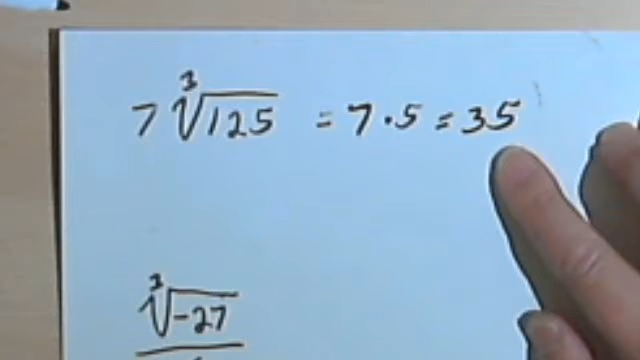 7 ∛125 = 7 · 5 = 35
∛-27